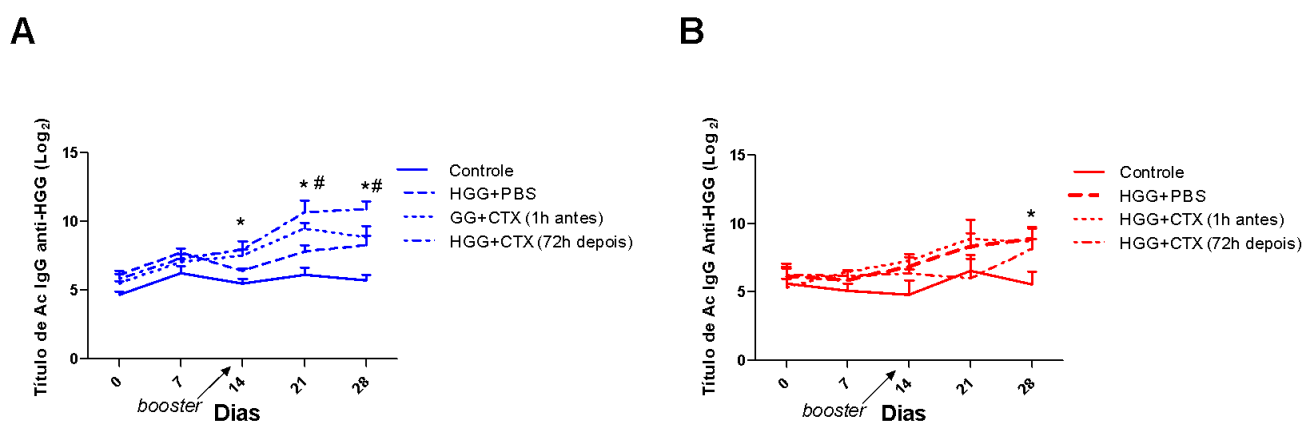 A
Título de Ac IgG anti-HGG (Log2)
15
10
5
0
* 
* #
*#
0
7
14
21
28
booster
Dias
Controle
HGG+PBS
GG+CTX (1h antes)
HGG+CTX (72h depois)
B
Título de Ac IgG Anti-HGG (Log2)
15
10
5
0
*
0
7
14
21
28
booster
Dias
Controle
HGG+PBS
HGG+CTX (1h antes)
HGG+CTX (72h depois)